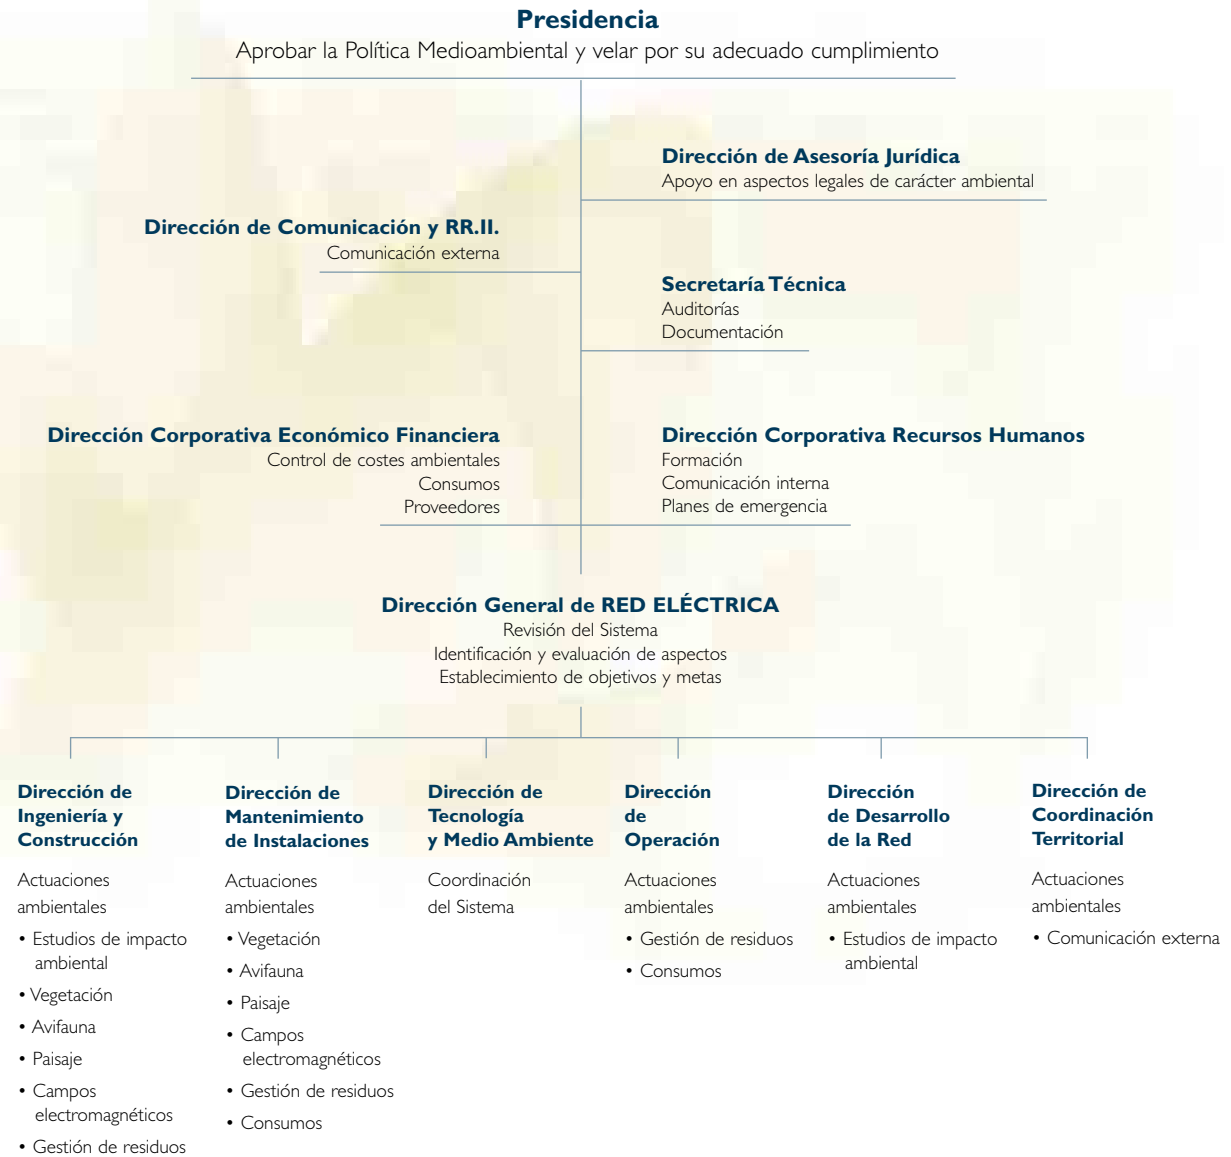 Presidencia
Aprobar la Política Medioambiental y velar por su adecuado cumplimiento
Dirección de Asesoría Jurídica
Apoyo en aspectos legales de carácter ambiental
Dirección de Comunicación y RR.II.
Comunicación externa
Secretaría Técnica
Auditorías
Documentación
Dirección Corporativa Económico Financiera
Control de costes ambientales
Consumos
Proveedores
Dirección Corporativa Recursos Humanos
Formación
Comunicación interna
Planes de emergencia
Dirección General de RED ELÉCTRICA
Revisión del Sistema
Identificación y evaluación de aspectos
Establecimiento de objetivos y metas
Dirección de
Ingeniería y
Construcción
Actuaciones
ambientales
• Estudios de impacto
ambiental
• Vegetación
• Avifauna
• Paisaje
• Campos
electromagnéticos
• Gestión de residuos
Dirección de
Mantenimiento
de Instalaciones
Actuaciones
ambientales
• Vegetación
• Avifauna
• Paisaje
• Campos
electromagnéticos
• Gestión de residuos
• Consumos
Dirección de
Tecnología
y Medio Ambiente
Coordinación
del Sistema
Dirección
de
Operación
Actuaciones
ambientales
• Gestión de residuos
• Consumos
Dirección
de Desarrollo
de la Red
Actuaciones
ambientales
• Estudios de impacto
ambiental
Dirección de
Coordinación
Territorial
Actuaciones
ambientales
• Comunicación externa